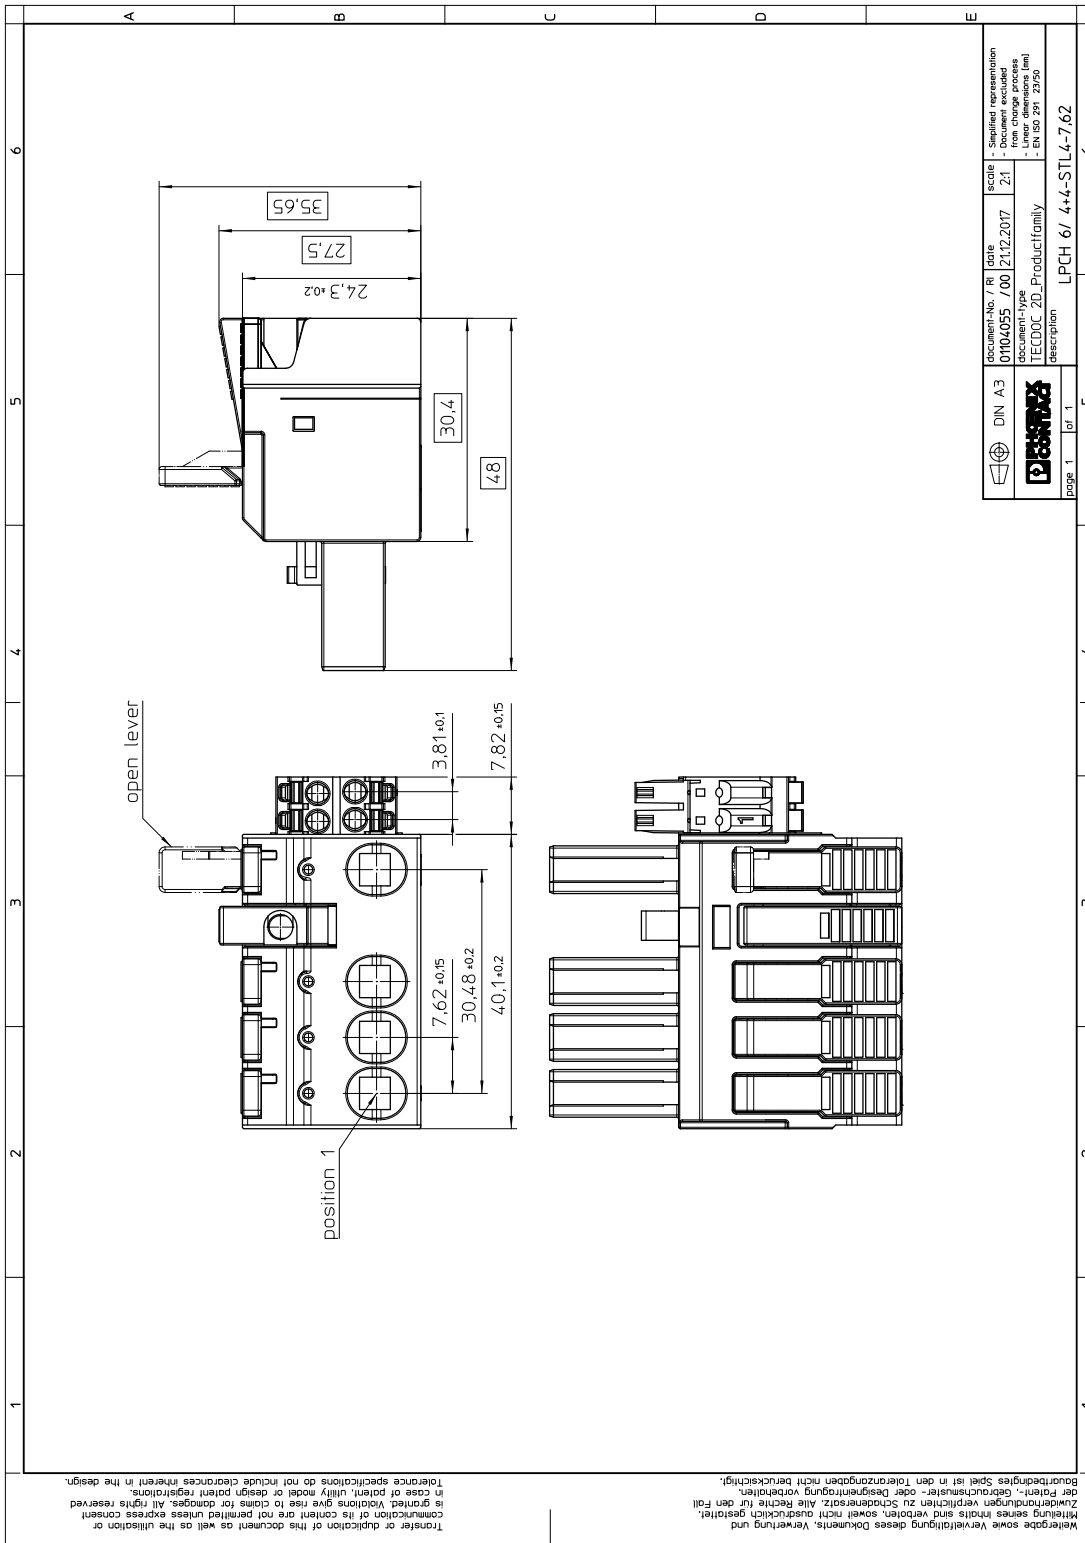 A
B
C
D
E
6
5
4
3
2
1
35,65
27,5
24,3 ±0,2
30,4
48
open lever
3,81 ±0,1
7,82 ±0,15
7,62 ±0,15
30,48 ±0,2
40,1 ±0,2
position 1
1
DIN A3
PHOENIX
CONTACT
page 1 of 1
document-No. / RI
01104055 / 00
date
21.12.2017
scale
2:1
document-type
TECDOC 2D_Productfamily
description
LPCH 6/ 4+4-STL4-7,62
- Simplified representation
- Document excluded
from change process
- Linear dimensions [mm]
- EN ISO 291 23/50
Transfer or duplication of this document as well as the utilisation or
communication of its content are not permitted unless express consent
is granted. Violations give rise to claims for damages. All rights reserved
in case of patent, utility model or design patent registrations.
Tolerance specifications do not include clearances inherent in the design.
Weitergabe sowie Vervielfältigung dieses Dokuments, Verwertung und
Mitteilung seines Inhalts sind verboten, soweit nicht ausdrücklich gestattet.
Zuwiderhandlungen verpflichten zu Schadenersatz. Alle Rechte für den Fall
der Patent-, Gebrauchsmuster- oder Designeintragung vorbehalten.
Bauartbedingtes Spiel ist in den Toleranzangaben nicht berücksichtigt.